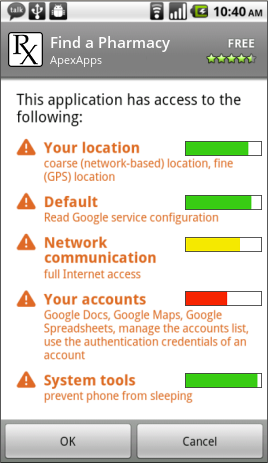 talk 10:40 AM
Rx Find a Pharmacy FREE
ApexApps
This application has access to the
following:
Your location
coarse (network-based) location, fine
(GPS) location
Default
Read Google service configuration
Network
communication
full Internet access
Your accounts
Google Docs, Google Maps, Google
Spreadsheets, manage the accounts list,
use the authentication credentials of an
account
System tools
prevent phone from sleeping
OK Cancel